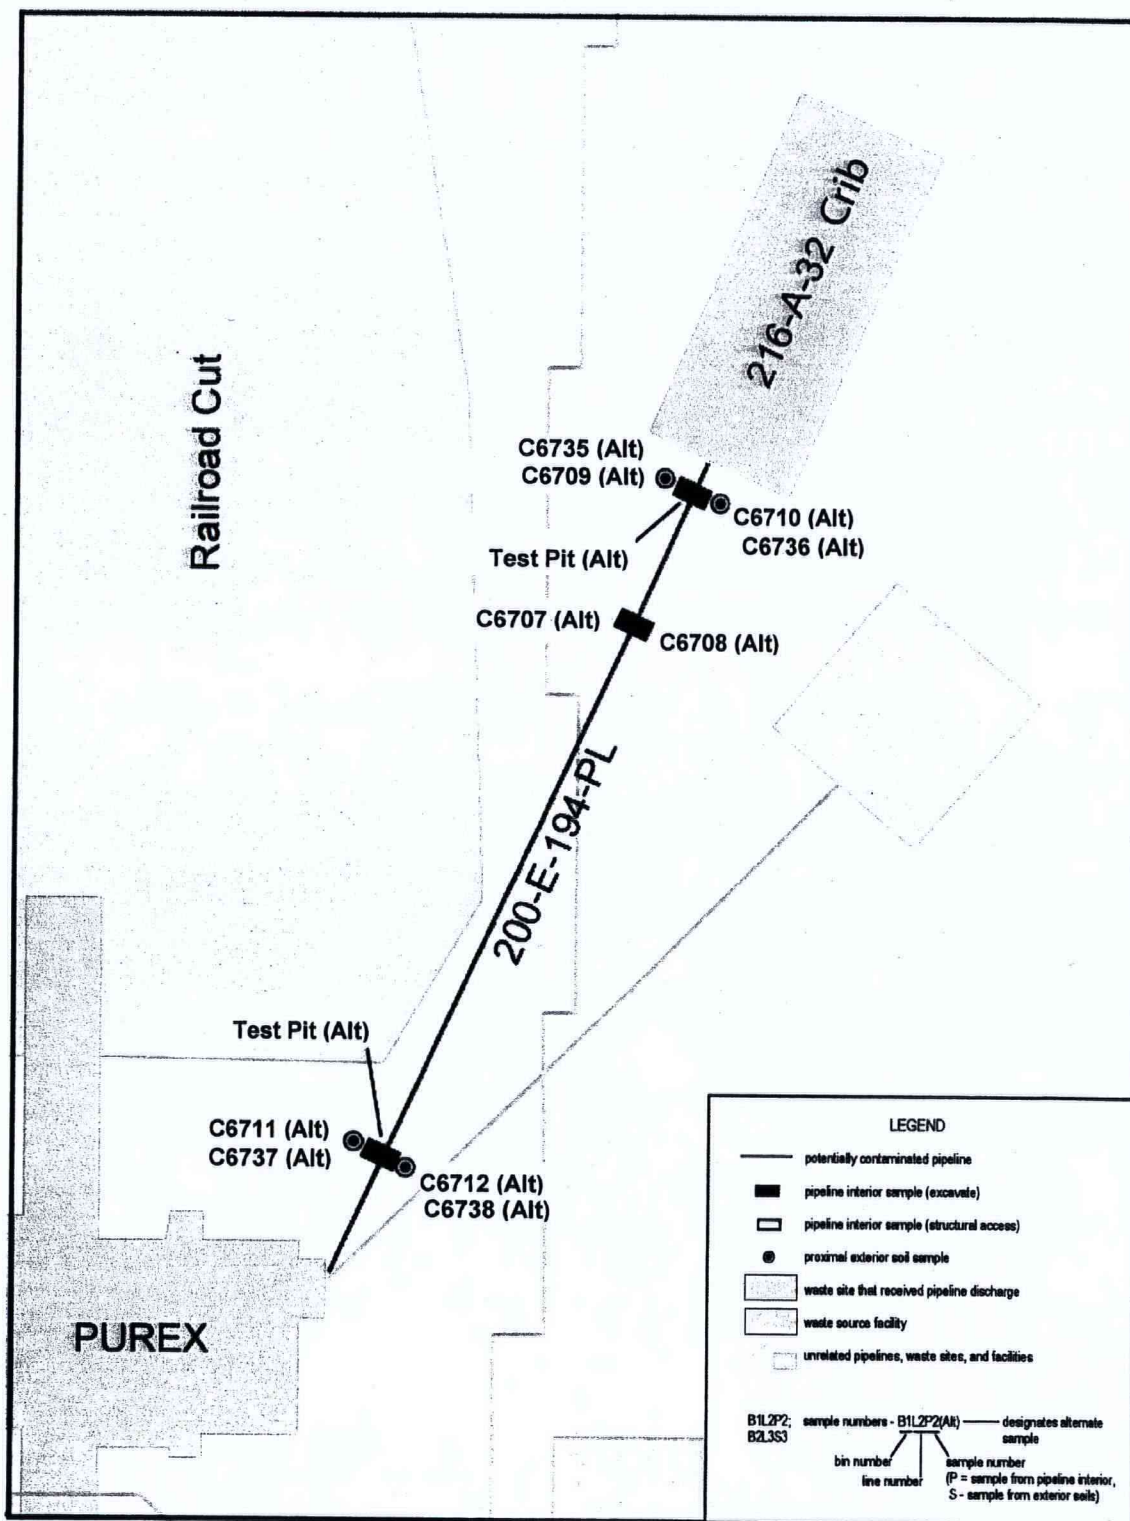 216-A-32 Crib
Railroad Cut
C6735 (Alt)
C6709 (Alt)
C6710 (Alt)
C6736 (Alt)
Test Pit (Alt)
C6707 (Alt)
C6708 (Alt)
200-E-194-PL
Test Pit (Alt)
C6711 (Alt)
C6737 (Alt)
C6712 (Alt)
C6738 (Alt)
PUREX
LEGEND
potentially contaminated pipeline
pipeline interior sample (excavate)
pipeline interior sample (structural access)
proximal exterior soil sample
waste site that received pipeline discharge
waste source facility
unrelated pipelines, waste sites, and facilities
B1L2P2; sample numbers - B1L2P2(Alt) designates alternate
B2L3S3 sample
bin number sample number
line number (P = sample from pipeline interior,
S - sample from exterior soils)